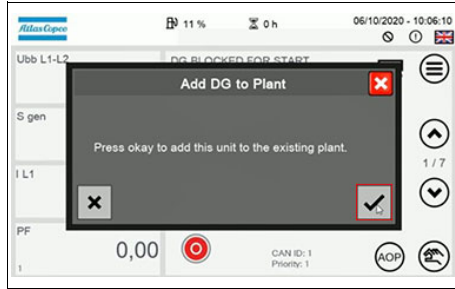 Atlas Copco
11 %
0 h
06/10/2020 - 10:06:10
Ubb L1-L2
DG BLOCKED FOR START
Add DG to Plant
S gen
Press okay to add this unit to the existing plant.
I L1
1 / 7
PF
0,00
1
CAN ID: 1
Priority: 1
AOP